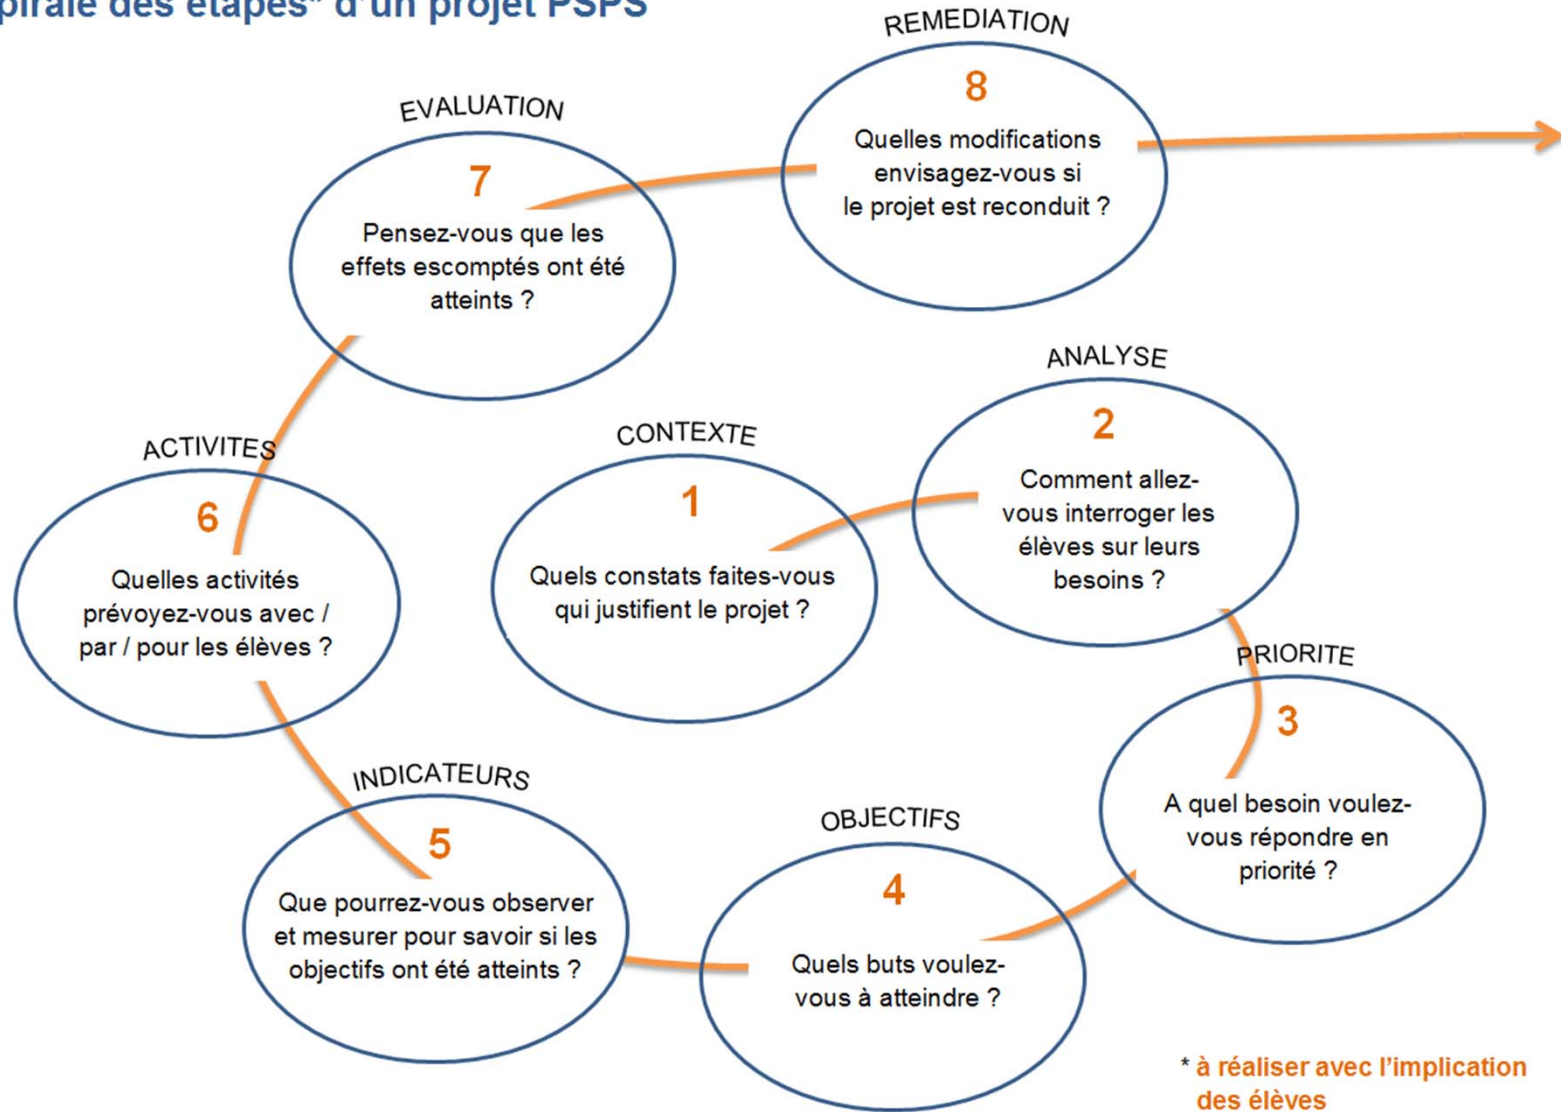 pirale des étapes* d'un projet PSPS
REMEDIATION
8
Quelles modifications
envisagez-vous si
le projet est reconduit ?
EVALUATION
7
Pensez-vous que les
effets escomptés ont été
atteints ?
ANALYSE
2
Comment allez-
vous interroger les
élèves sur leurs
besoins ?
CONTEXTE
1
Quels constats faites-vous
qui justifient le projet ?
ACTIVITES
6
Quelles activités
prévoyez-vous avec /
par / pour les élèves ?
PRIORITE
3
A quel besoin voulez-
vous répondre en
priorité ?
INDICATEURS
5
Que pourrez-vous observer
et mesurer pour savoir si les
objectifs ont été atteints ?
OBJECTIFS
4
Quels buts voulez-
vous à atteindre ?
* à réaliser avec l'implication
des élèves